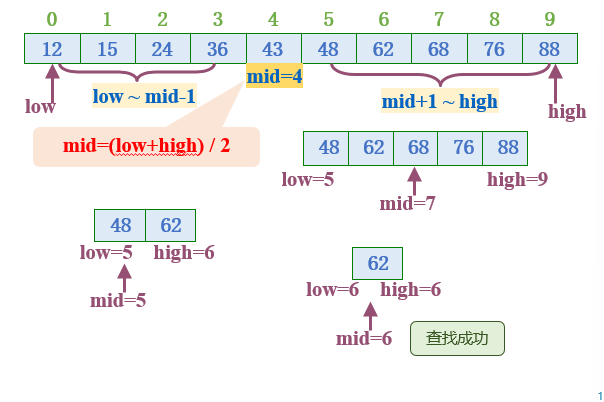 0 1 2 3 4 5 6 7 8 9
12 15 24 36 43 48 62 68 76 88
mid=4
low ~ mid-1
mid+1 ~ high
low
high
mid=(low+high) / 2
48 62 68 76 88
low=5 high=9
mid=7
48 62
low=5 high=6
mid=5
62
low=6 high=6
mid=6
查找成功
1